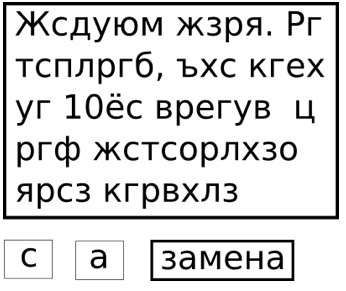 Жсдуюм жзря. Рг
тсплргб, ъхс кгех
уг 10ёс врегув ц
ргф жстсорлхзо
ярсз кгрвхлз
с а замена